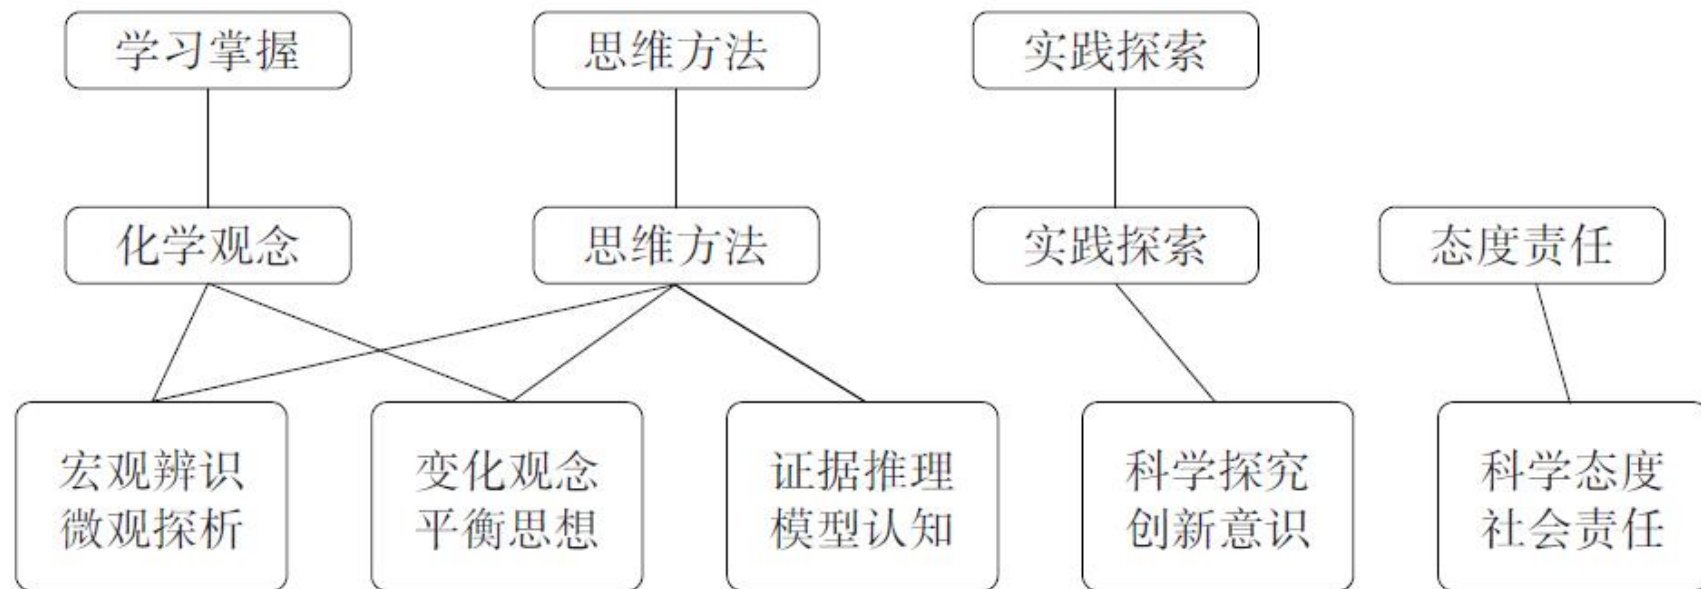 学习掌握
思维方法
实践探索
化学观念
思维方法
实践探索
态度责任
宏观辨识
微观探析
变化观念
平衡思想
证据推理
模型认知
科学探究
创新意识
科学态度
社会责任